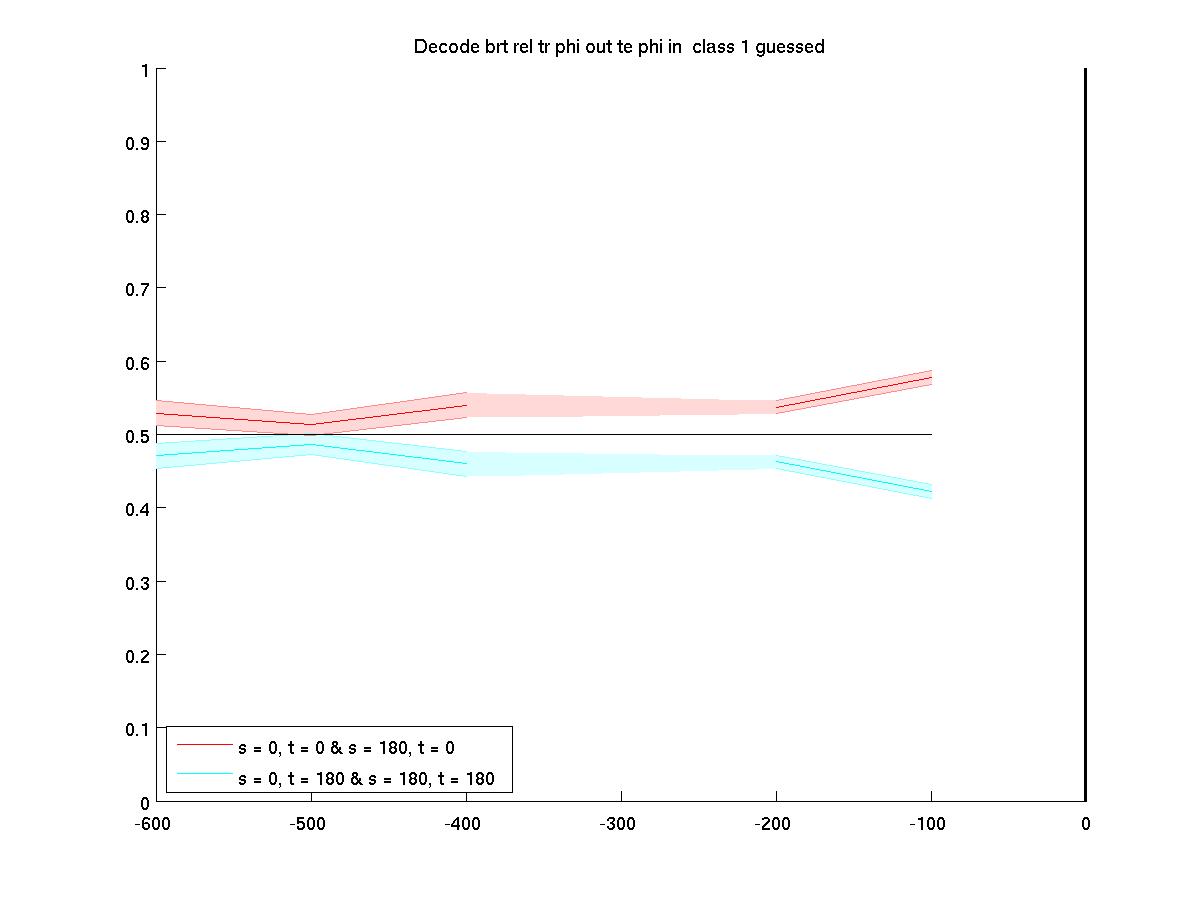 Decode brt rel tr phi out te phi in  class 1 guessed
1
0.9
0.8
0.7
0.6
0.5
0.4
0.3
0.2
0.1
0
s = 0, t = 0 & s = 180, t = 0
s = 0, t = 180 & s = 180, t = 180
-600 -500 -400 -300 -200 -100 0